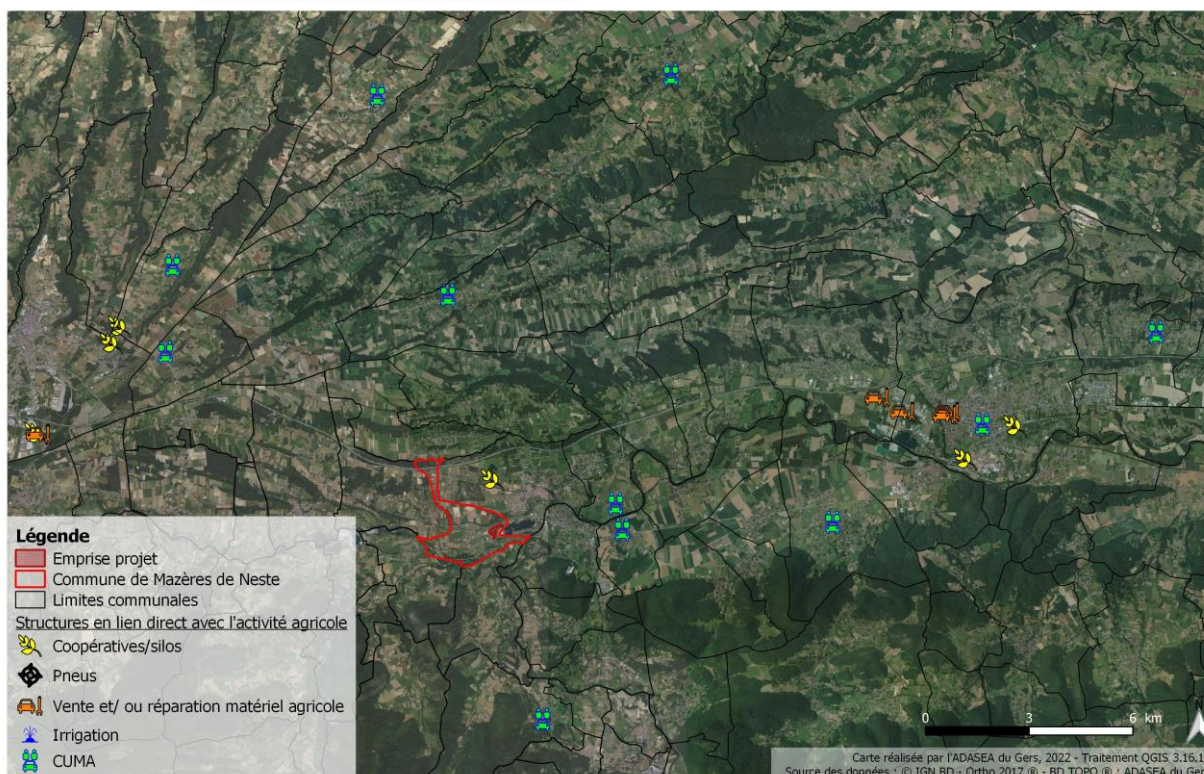 Légende
Emprise projet
Commune de Mazères de Neste
Limites communales
Structures en lien direct avec l'activité agricole
Coopératives/silos
Pneus
Vente et/ ou réparation matériel agricole
Irrigation
CUMA
0 3 6 km
Carte réalisée par l'ADASEA du Gers, 2022 - Traitement QGIS 3.16.1
Source des données : © IGN BD - Ortho 2017 ® - BD TOPO ® ; ADASEA du Ger